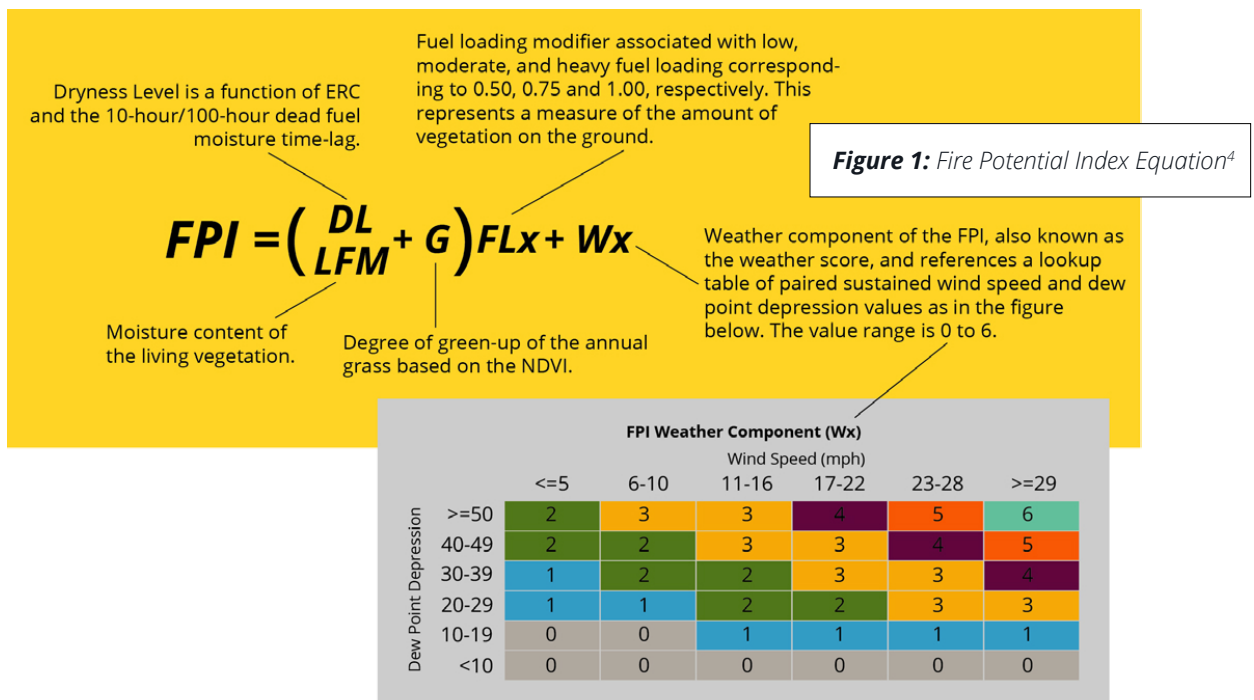 Fuel loading modifier associated with low,
moderate, and heavy fuel loading correspond-
ing to 0.50, 0.75 and 1.00, respectively. This
represents a measure of the amount of
vegetation on the ground.
Dryness Level is a function of ERC
and the 10-hour/100-hour dead fuel
moisture time-lag.
Figure 1: Fire Potential Index Equation⁴
FPI = ( DL
LFM + G ) FLx + Wx
Weather component of the FPI, also known as
the weather score, and references a lookup
table of paired sustained wind speed and dew
point depression values as in the figure
below. The value range is 0 to 6.
Moisture content of
the living vegetation.
Degree of green-up of the annual
grass based on the NDVI.
FPI Weather Component (Wx)
Wind Speed (mph)
<=5 6-10 11-16 17-22 23-28 >=29
Dew Point Depression
>=50 2 3 3 4 5 6
40-49 2 2 3 3 4 5
30-39 1 2 2 3 3 4
20-29 1 1 2 2 3 3
10-19 0 0 1 1 1 1
<10 0 0 0 0 0 0